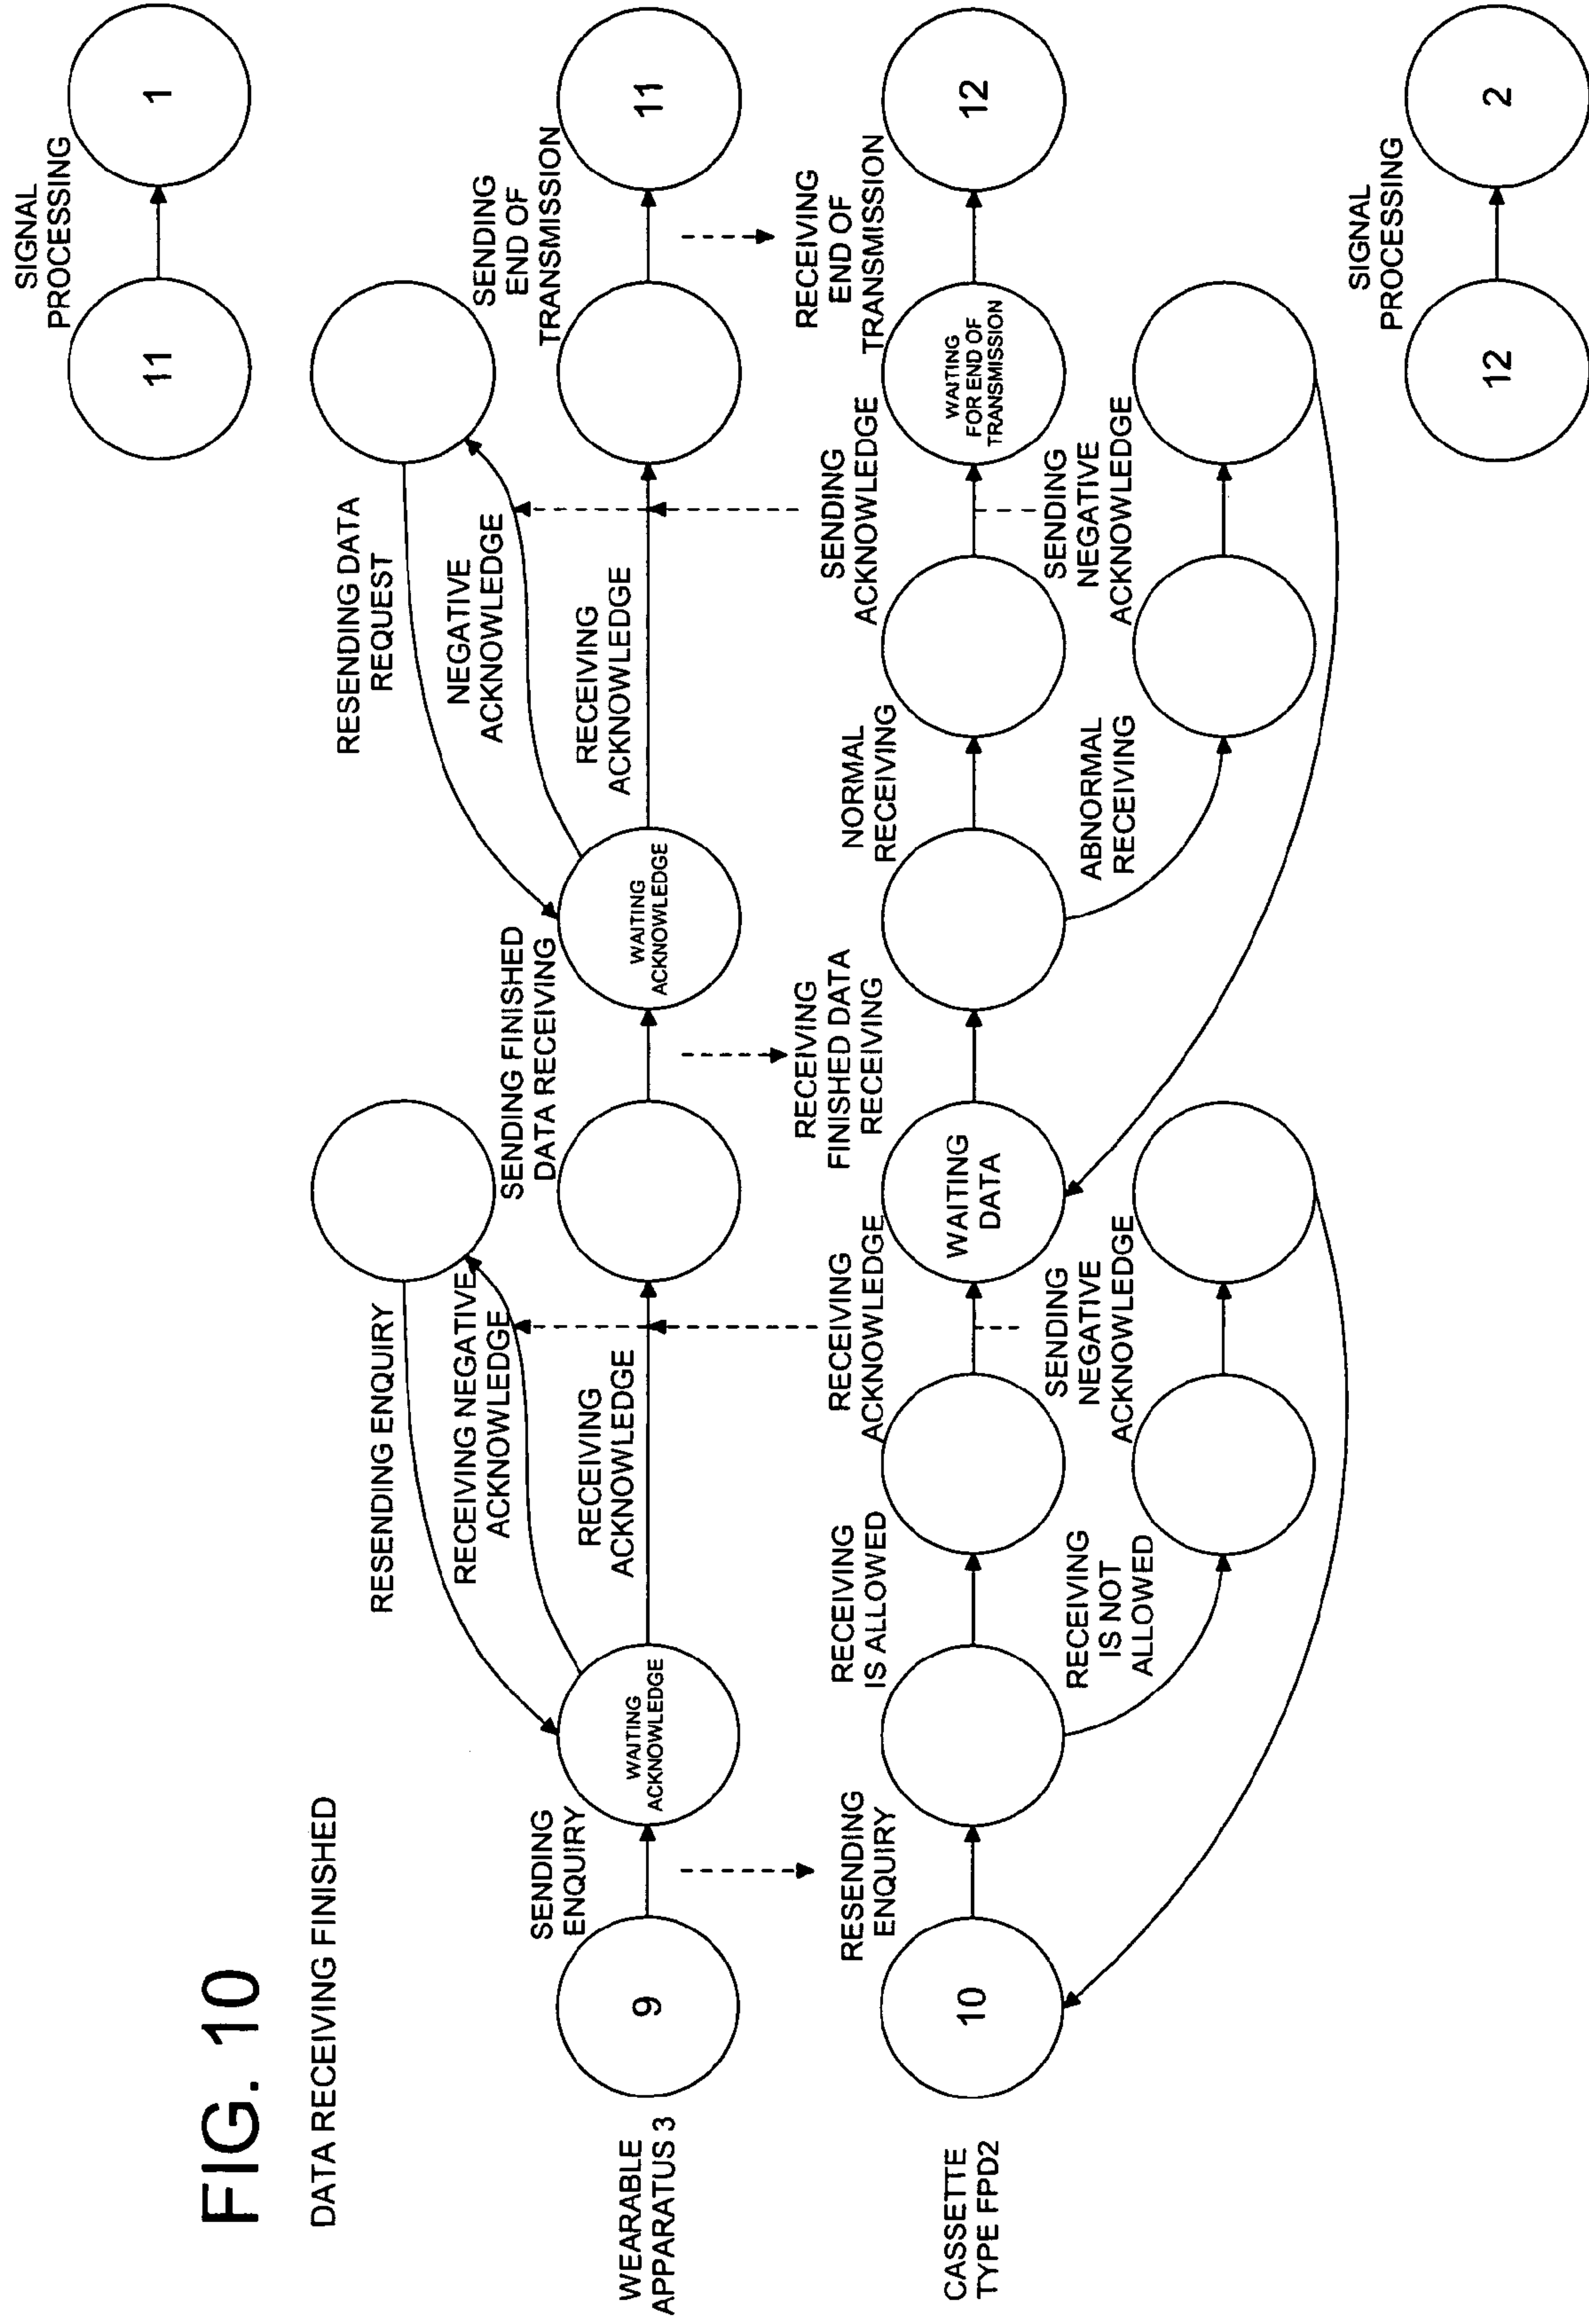 FIG. 10
DATA RECEIVING FINISHED
SIGNAL
PROCESSING
11
1
RESENDING ENQUIRY
RECEIVING NEGATIVE
ACKNOWLEDGE
RECEIVING
ACKNOWLEDGE
RESENDING DATA
REQUEST
NEGATIVE
ACKNOWLEDGE
RECEIVING
ACKNOWLEDGE
WEARABLE
APPARATUS 3
9
SENDING
ENQUIRY
WAITING
ACKNOWLEDGE
SENDING FINISHED
DATA RECEIVING
WAITING
ACKNOWLEDGE
SENDING
END OF
TRANSMISSION
11
CASSETTE
TYPE FPD2
10
RESENDING
ENQUIRY
RECEIVING
IS ALLOWED
RECEIVING
ACKNOWLEDGE
WAITING
DATA
RECEIVING
FINISHED DATA
RECEIVING
NORMAL
RECEIVING
SENDING
ACKNOWLEDGE
WAITING
FOR END OF
TRANSMISSION
RECEIVING
END OF
TRANSMISSION
12
RECEIVING
IS NOT
ALLOWED
SENDING
NEGATIVE
ACKNOWLEDGE
ABNORMAL
RECEIVING
SENDING
NEGATIVE
ACKNOWLEDGE
SIGNAL
PROCESSING
12
2